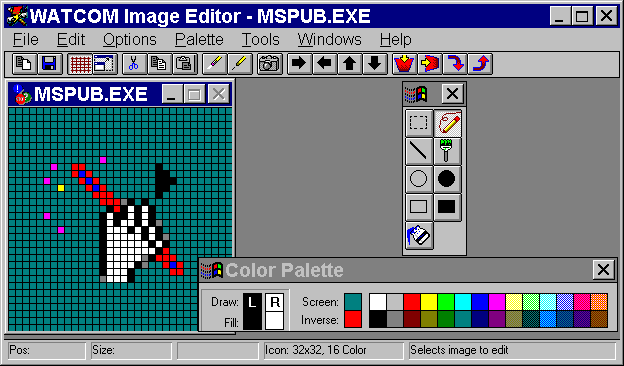 WATCOM Image Editor - MSPUB.EXE
File Edit Options Palette Tools Windows Help
MSPUB.EXE
Color Palette
Draw: L R Screen:
Fill: Inverse:
Pos: Size: Icon: 32x32, 16 Color Selects image to edit